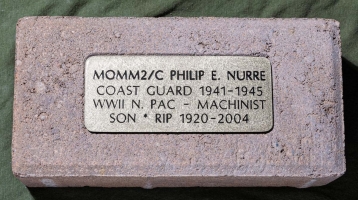 MOMM2/C PHILIP E. NURRE
COAST GUARD 1941-1945
WWII N. PAC - MACHINIST
SON * RIP 1920-2004